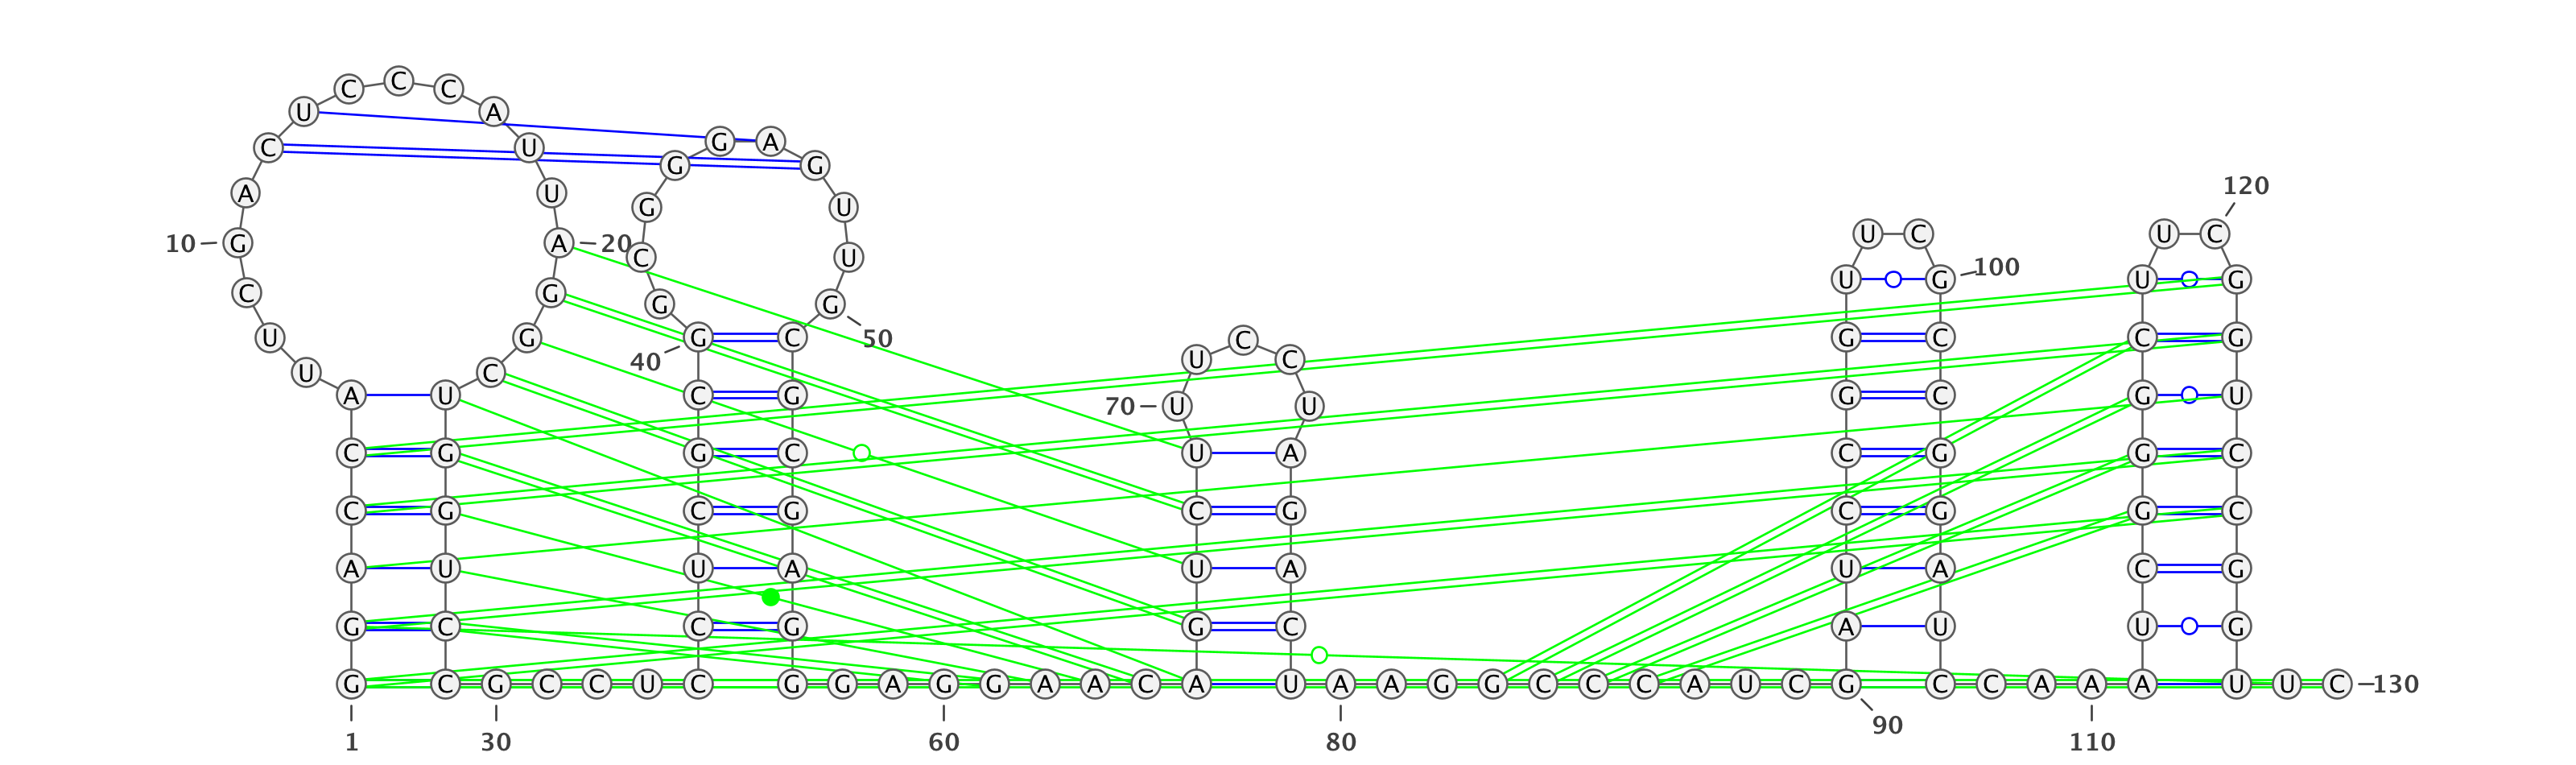 C C C
U A
G A
C U
G G
A U
G U
120
U C U C
10 G A 20 C U
U G U G 100 U G
C G
G G
U G G C 50 C G C C G
40
U C
U C
A U C G 70 U U G C G U
C G G C U A C G G C
C G C G C G C G G C
A U U A U A U A C G
G C C G G C A U U G
G C G C C U C G G A G G A A C A U A A G G C C C A U C G C C A A A U U C 130
90
1 30 60 80 110